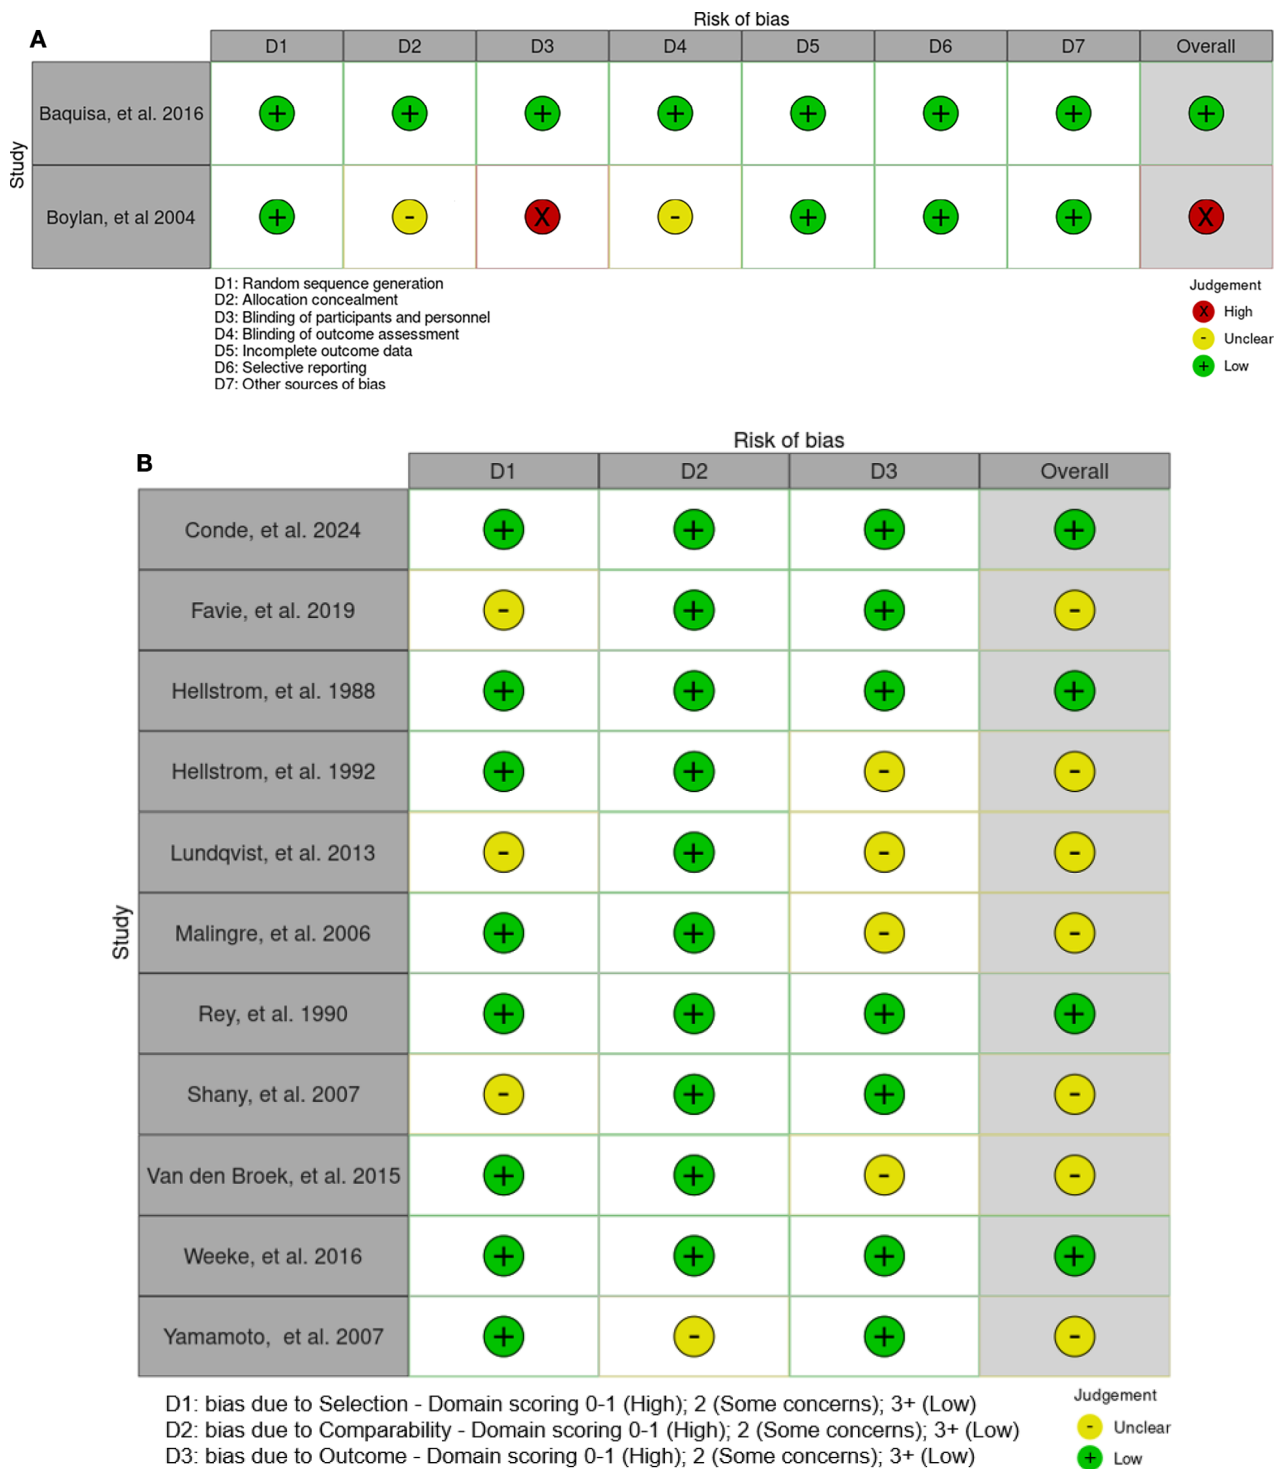 A
Risk of bias
D1 D2 D3 D4 D5 D6 D7 Overall
Study
Baquisa, et al. 2016 + + + + + + + +
Boylan, et al 2004 + - X - + + + X
D1: Random sequence generation
D2: Allocation concealment
D3: Blinding of participants and personnel
D4: Blinding of outcome assessment
D5: Incomplete outcome data
D6: Selective reporting
D7: Other sources of bias
Judgement
X High
- Unclear
+ Low
B
Risk of bias
D1 D2 D3 Overall
Study
Conde, et al. 2024 + + + +
Favie, et al. 2019 - + + -
Hellstrom, et al. 1988 + + + +
Hellstrom, et al. 1992 + + - -
Lundqvist, et al. 2013 - + - -
Malingre, et al. 2006 + + - -
Rey, et al. 1990 + + + +
Shany, et al. 2007 - + + -
Van den Broek, et al. 2015 + + - -
Weeke, et al. 2016 + + + +
Yamamoto, et al. 2007 + - + -
D1: bias due to Selection - Domain scoring 0-1 (High); 2 (Some concerns); 3+ (Low)
D2: bias due to Comparability - Domain scoring 0-1 (High); 2 (Some concerns); 3+ (Low)
D3: bias due to Outcome - Domain scoring 0-1 (High); 2 (Some concerns); 3+ (Low)
Judgement
- Unclear
+ Low